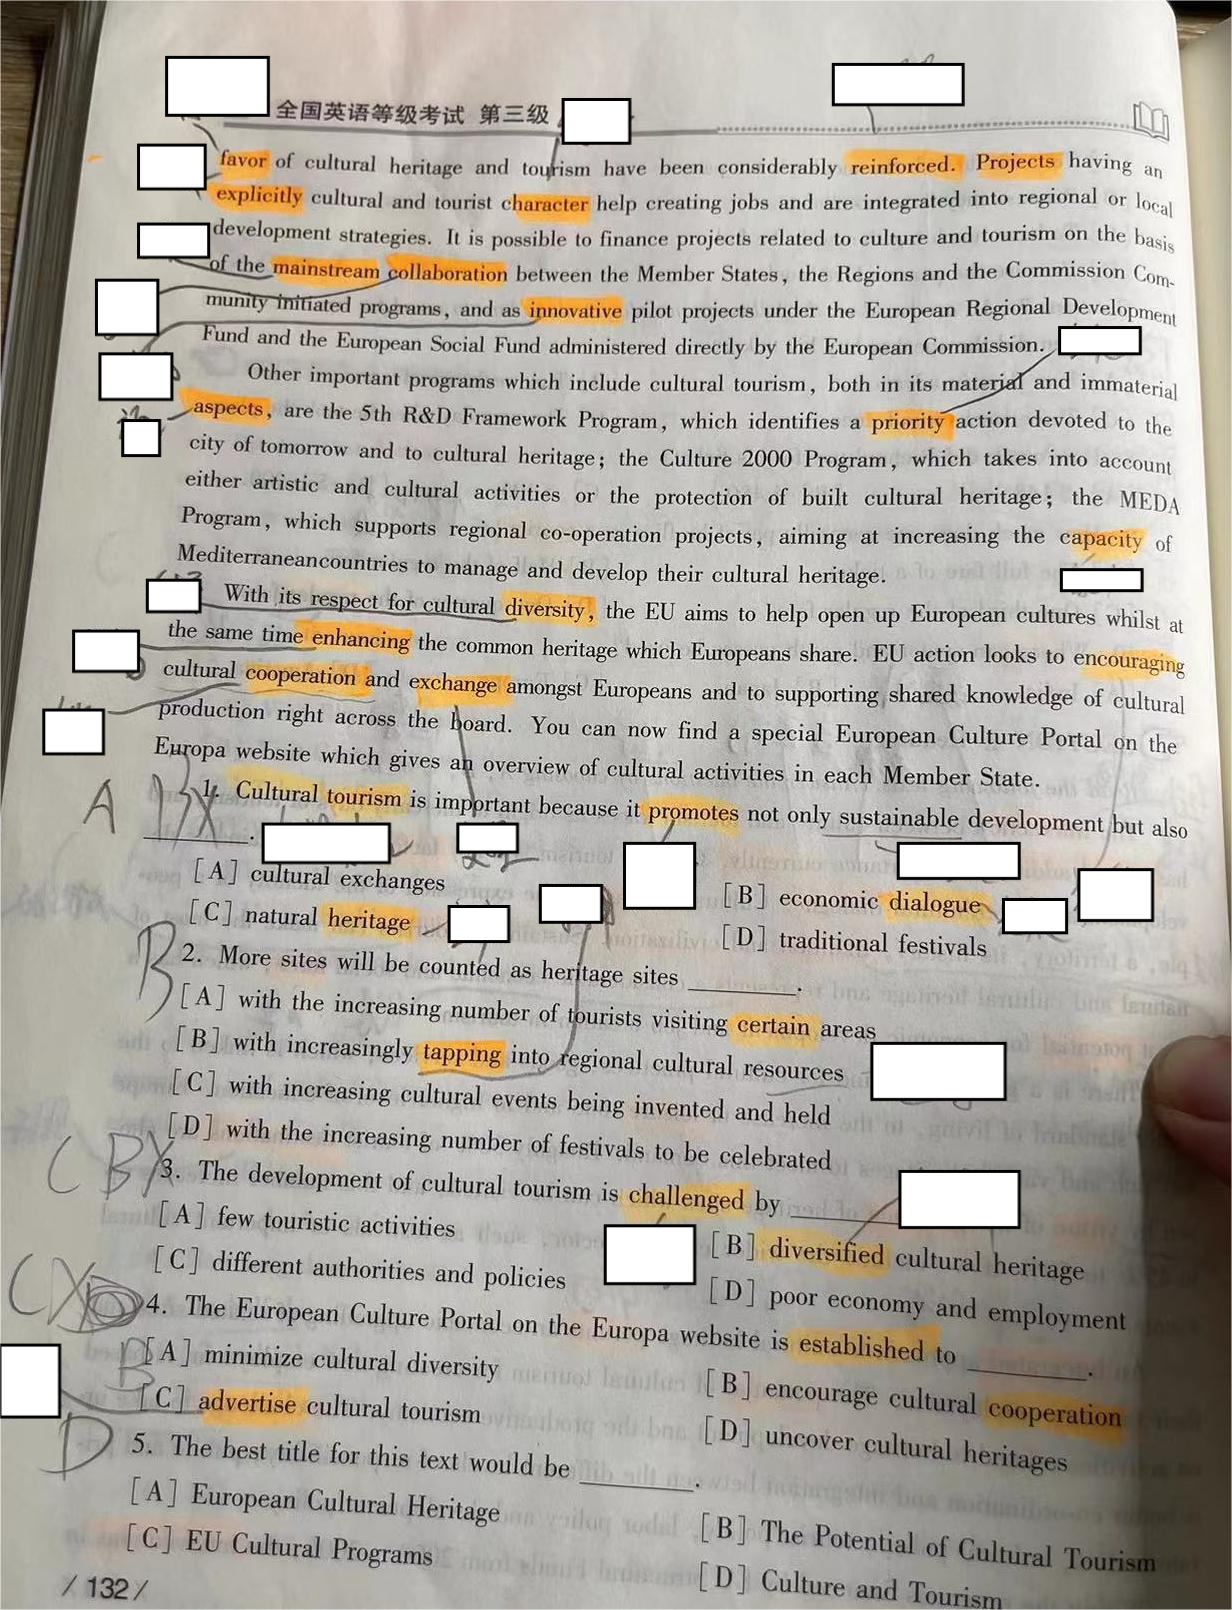 全国英语等级考试 第三级
favor of cultural heritage and tourism have been considerably reinforced. Projects having an
explicitly cultural and tourist character help creating jobs and are integrated into regional or local
development strategies. It is possible to finance projects related to culture and tourism on the basis
of the mainstream collaboration between the Member States, the Regions and the Commission Com-
munity initiated programs, and as innovative pilot projects under the European Regional Development
Fund and the European Social Fund administered directly by the European Commission.
Other important programs which include cultural tourism, both in its material and immaterial
aspects, are the 5th R&D Framework Program, which identifies a priority action devoted to the
city of tomorrow and to cultural heritage; the Culture 2000 Program, which takes into account
either artistic and cultural activities or the protection of built cultural heritage; the MEDA
Program, which supports regional co-operation projects, aiming at increasing the capacity of
Mediterraneancountries to manage and develop their cultural heritage.
With its respect for cultural diversity, the EU aims to help open up European cultures whilst at
the same time enhancing the common heritage which Europeans share. EU action looks to encouraging
cultural cooperation and exchange amongst Europeans and to supporting shared knowledge of cultural
production right across the board. You can now find a special European Culture Portal on the
Europa website which gives an overview of cultural activities in each Member State.
A B 1. Cultural tourism is important because it promotes not only sustainable development but also
________.
[A] cultural exchanges
[B] economic dialogue
[C] natural heritage
[D] traditional festivals
B 2. More sites will be counted as heritage sites ________.
[A] with the increasing number of tourists visiting certain areas
[B] with increasingly tapping into regional cultural resources
[C] with increasing cultural events being invented and held
[D] with the increasing number of festivals to be celebrated
C B 3. The development of cultural tourism is challenged by ________
[A] few touristic activities
[B] diversified cultural heritage
[C] different authorities and policies
[D] poor economy and employment
C 4. The European Culture Portal on the Europa website is established to ________.
B [A] minimize cultural diversity
[B] encourage cultural cooperation
[C] advertise cultural tourism
[D] uncover cultural heritages
D 5. The best title for this text would be ________.
[A] European Cultural Heritage
[B] The Potential of Cultural Tourism
[C] EU Cultural Programs
[D] Culture and Tourism
/ 132 /